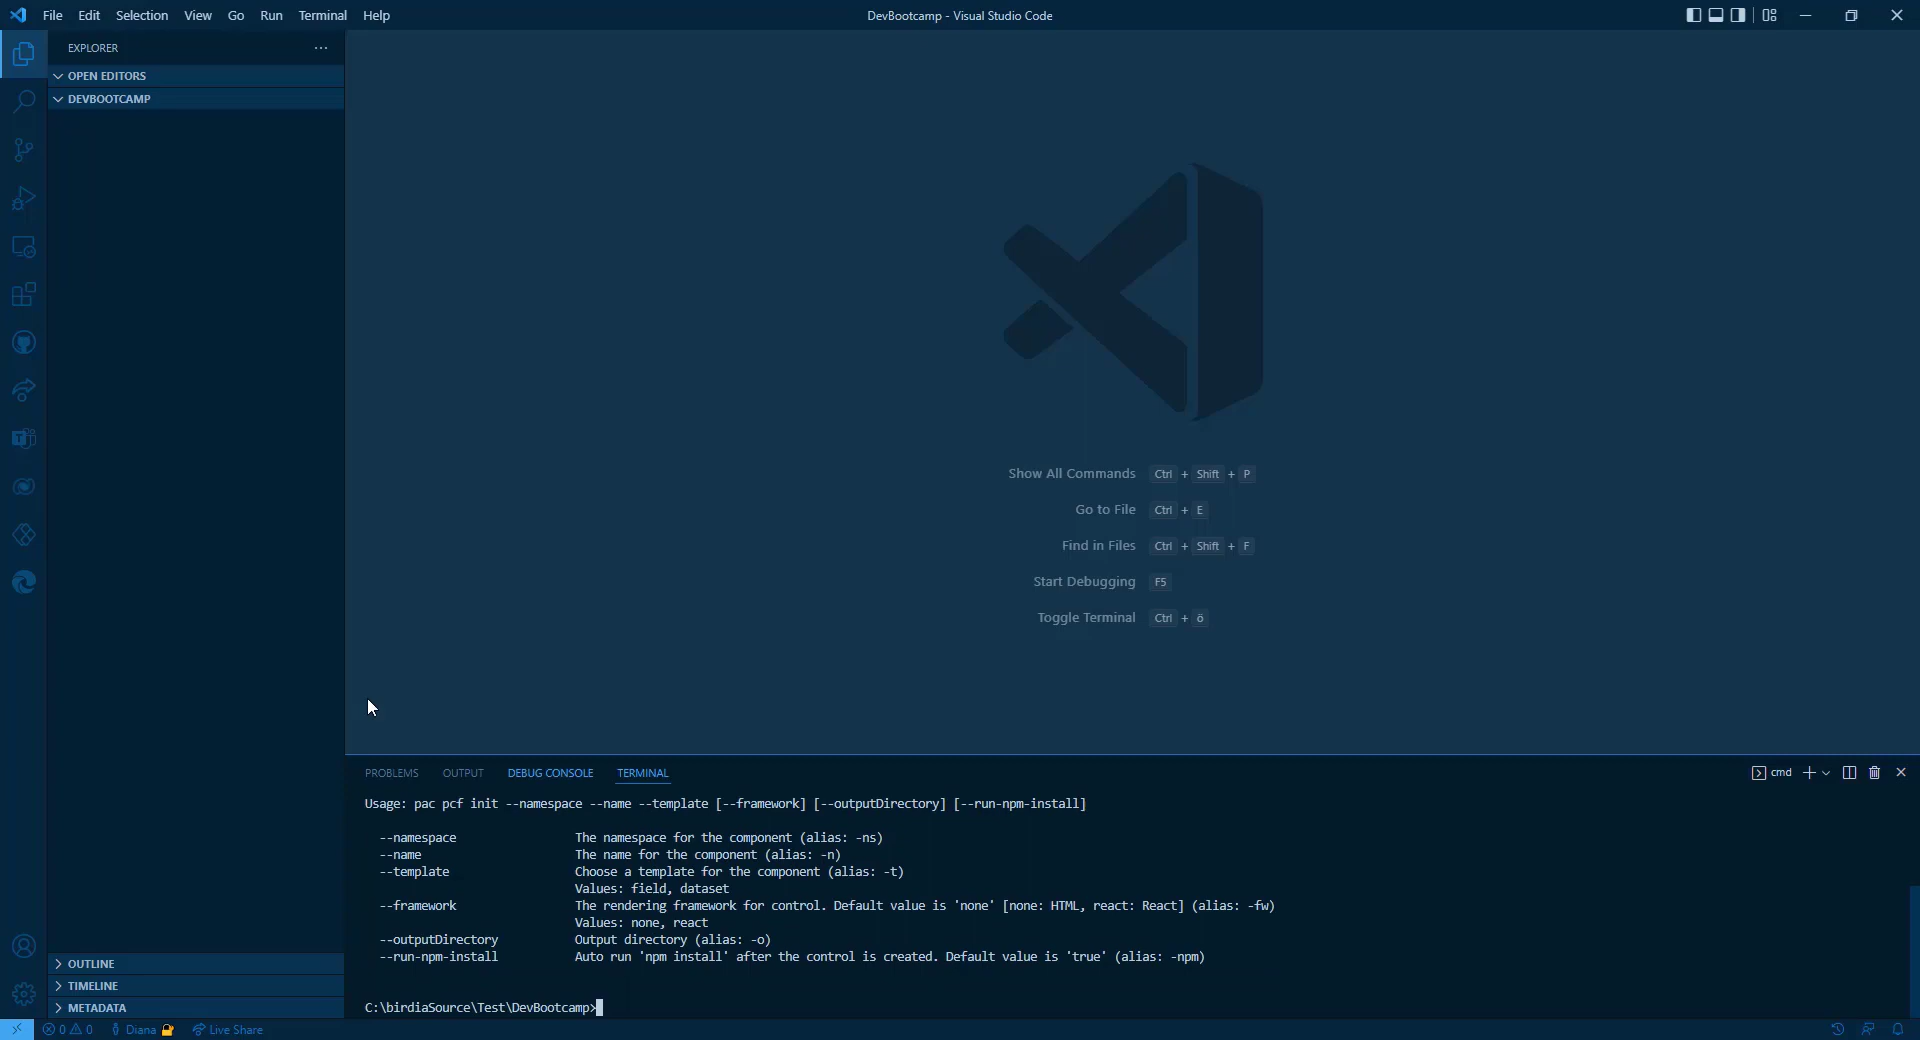 File Edit Selection View Go Run Terminal Help
DevBootcamp - Visual Studio Code
EXPLORER
OPEN EDITORS
DEVBOOTCAMP
Show All Commands Ctrl + Shift + P
Go to File Ctrl + E
Find in Files Ctrl + Shift + F
Start Debugging F5
Toggle Terminal Ctrl + ö
PROBLEMS OUTPUT DEBUG CONSOLE TERMINAL
cmd
Usage: pac pcf init --namespace --name --template [--framework] [--outputDirectory] [--run-npm-install]
--namespace The namespace for the component (alias: -ns)
--name The name for the component (alias: -n)
--template Choose a template for the component (alias: -t)
Values: field, dataset
--framework The rendering framework for control. Default value is 'none' [none: HTML, react: React] (alias: -fw)
Values: none, react
--outputDirectory Output directory (alias: -o)
--run-npm-install Auto run 'npm install' after the control is created. Default value is 'true' (alias: -npm)
C:\birdiaSource\Test\DevBootcamp>
OUTLINE
TIMELINE
METADATA
0 0 Diana Live Share